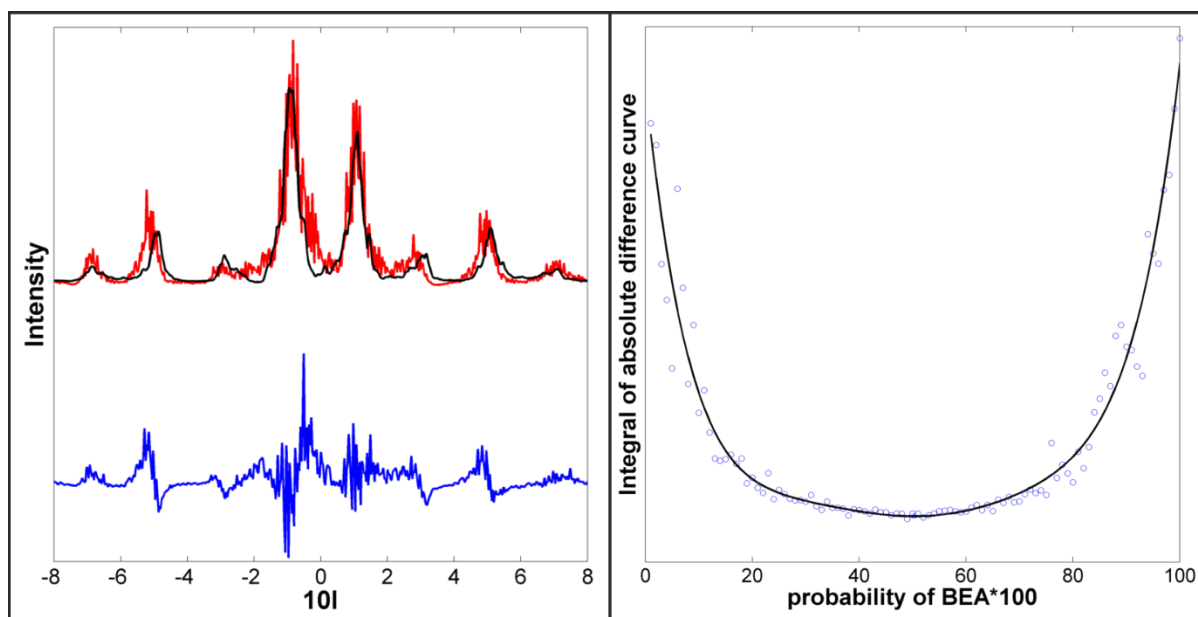 Intensity
-8 -6 -4 -2 0 2 4 6 8
10l
Integral of absolute difference curve
0 20 40 60 80 100
probability of BEA*100